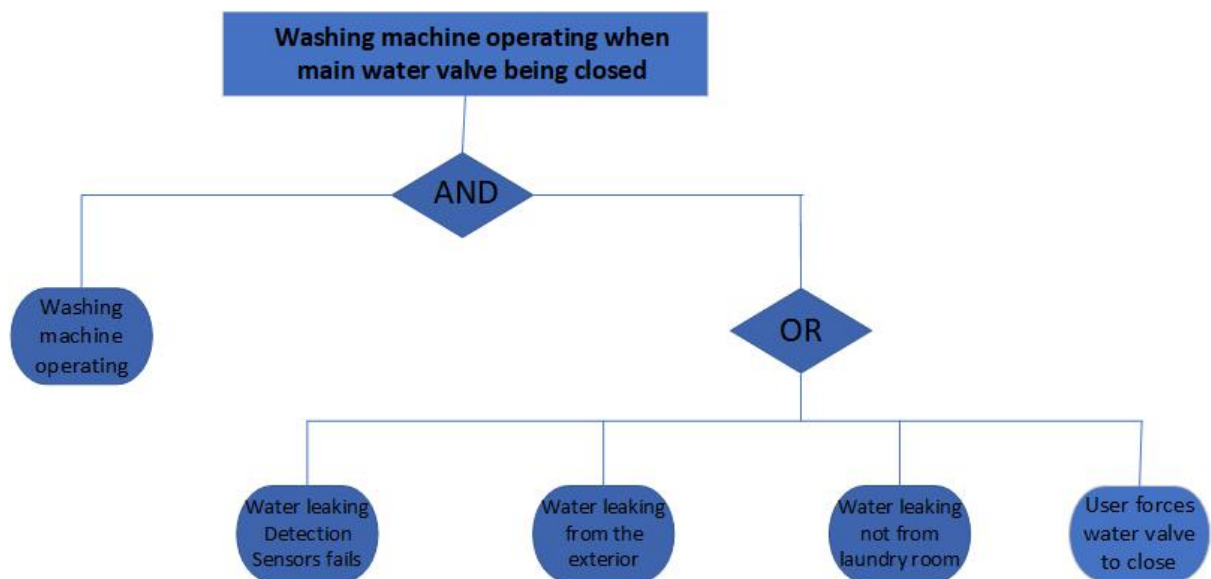 Washing machine operating when
main water valve being closed
AND
Washing
machine
operating
OR
Water leaking
Detection
Sensors fails
Water leaking
from the
exterior
Water leaking
not from
laundry room
User forces
water valve
to close